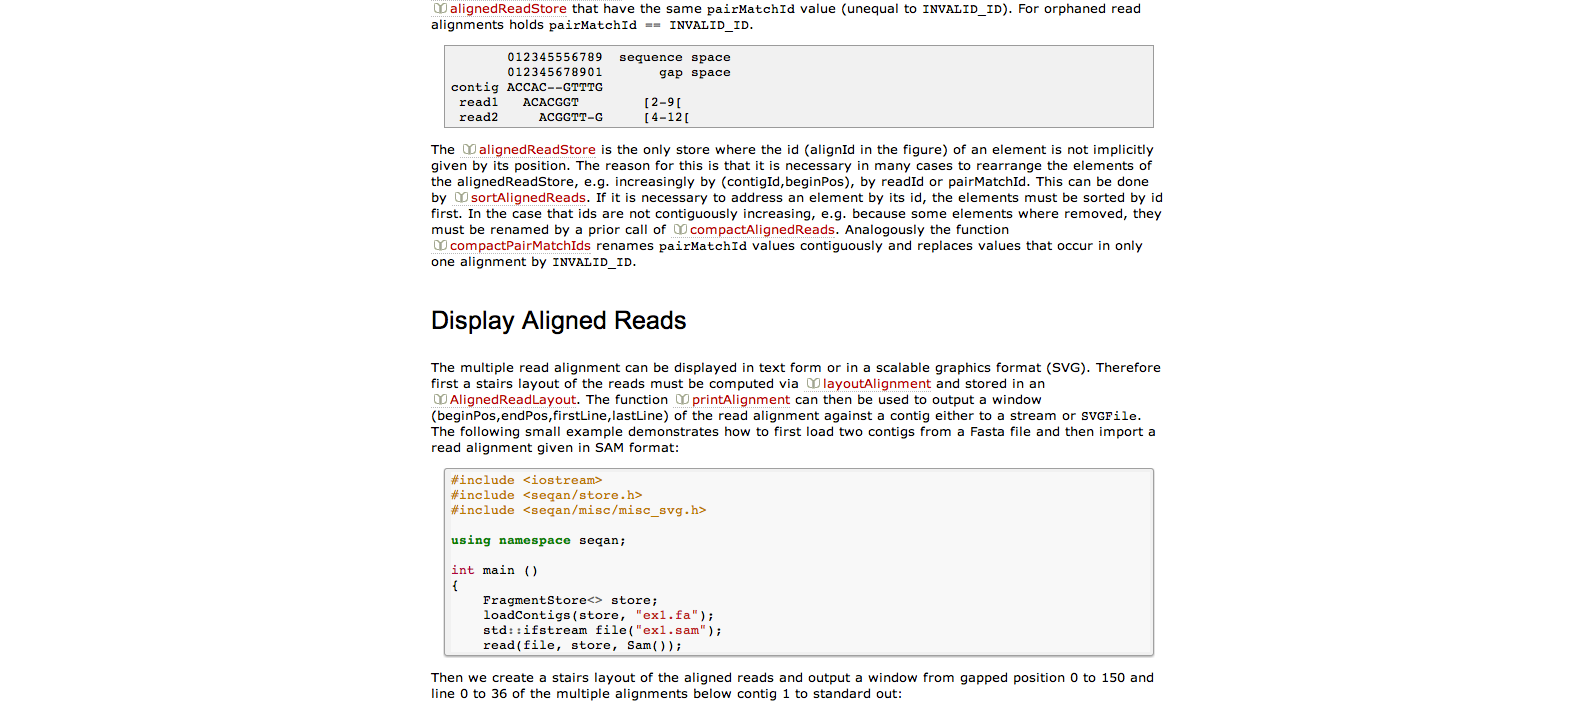 alignedReadStore that have the same pairMatchId value (unequal to INVALID_ID). For orphaned read
alignments holds pairMatchId == INVALID_ID.
012345556789  sequence space
012345678901       gap space
contig ACCAC--GTTTG
 read1   ACACGGT        [2-9[
 read2     ACGGTT-G     [4-12[
The alignedReadStore is the only store where the id (alignId in the figure) of an element is not implicitly
given by its position. The reason for this is that it is necessary in many cases to rearrange the elements of
the alignedReadStore, e.g. increasingly by (contigId,beginPos), by readId or pairMatchId. This can be done
by sortAlignedReads. If it is necessary to address an element by its id, the elements must be sorted by id
first. In the case that ids are not contiguously increasing, e.g. because some elements where removed, they
must be renamed by a prior call of compactAlignedReads. Analogously the function
compactPairMatchIds renames pairMatchId values contiguously and replaces values that occur in only
one alignment by INVALID_ID.
Display Aligned Reads
The multiple read alignment can be displayed in text form or in a scalable graphics format (SVG). Therefore
first a stairs layout of the reads must be computed via layoutAlignment and stored in an
AlignedReadLayout. The function printAlignment can then be used to output a window
(beginPos,endPos,firstLine,lastLine) of the read alignment against a contig either to a stream or SVGFile.
The following small example demonstrates how to first load two contigs from a Fasta file and then import a
read alignment given in SAM format:
#include <iostream>
#include <seqan/store.h>
#include <seqan/misc/misc_svg.h>
using namespace seqan;
int main ()
{
    FragmentStore<> store;
    loadContigs(store, "ex1.fa");
    std::ifstream file("ex1.sam");
    read(file, store, Sam());
Then we create a stairs layout of the aligned reads and output a window from gapped position 0 to 150 and
line 0 to 36 of the multiple alignments below contig 1 to standard out: